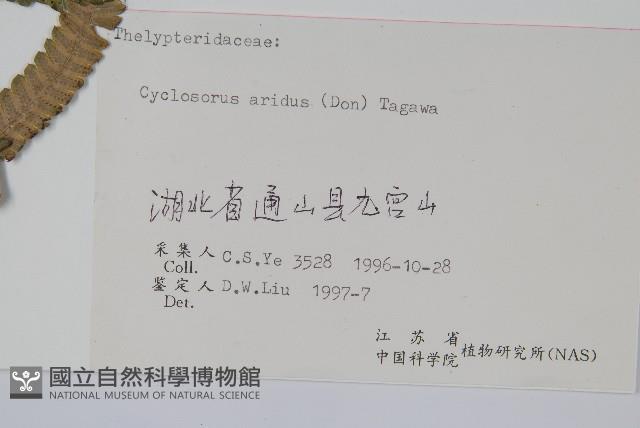 Thelypteridaceae:
Cyclosorus aridus (Don) Tagawa
湖北省通山县九宫山
采集人 C.S.Ye 3528 1996-10-28
Coll.
鉴定人 D.W.Liu 1997-7
Det.
江苏省
中国科学院 植物研究所(NAS)
國立自然科學博物館
NATIONAL MUSEUM OF NATURAL SCIENCE